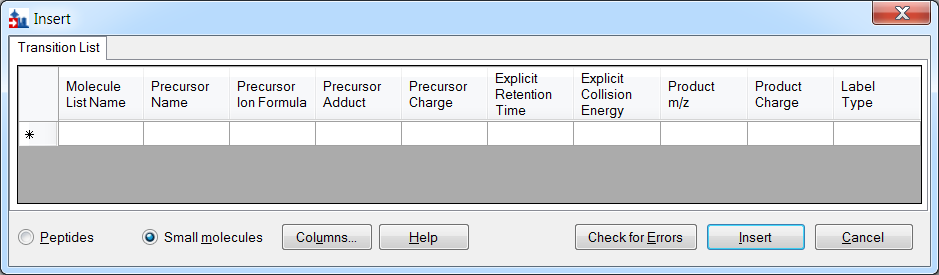 Insert
Transition List
Molecule List Name
Precursor Name
Precursor Ion Formula
Precursor Adduct
Precursor Charge
Explicit Retention Time
Explicit Collision Energy
Product m/z
Product Charge
Label Type
Peptides
Small molecules
Columns...
Help
Check for Errors
Insert
Cancel